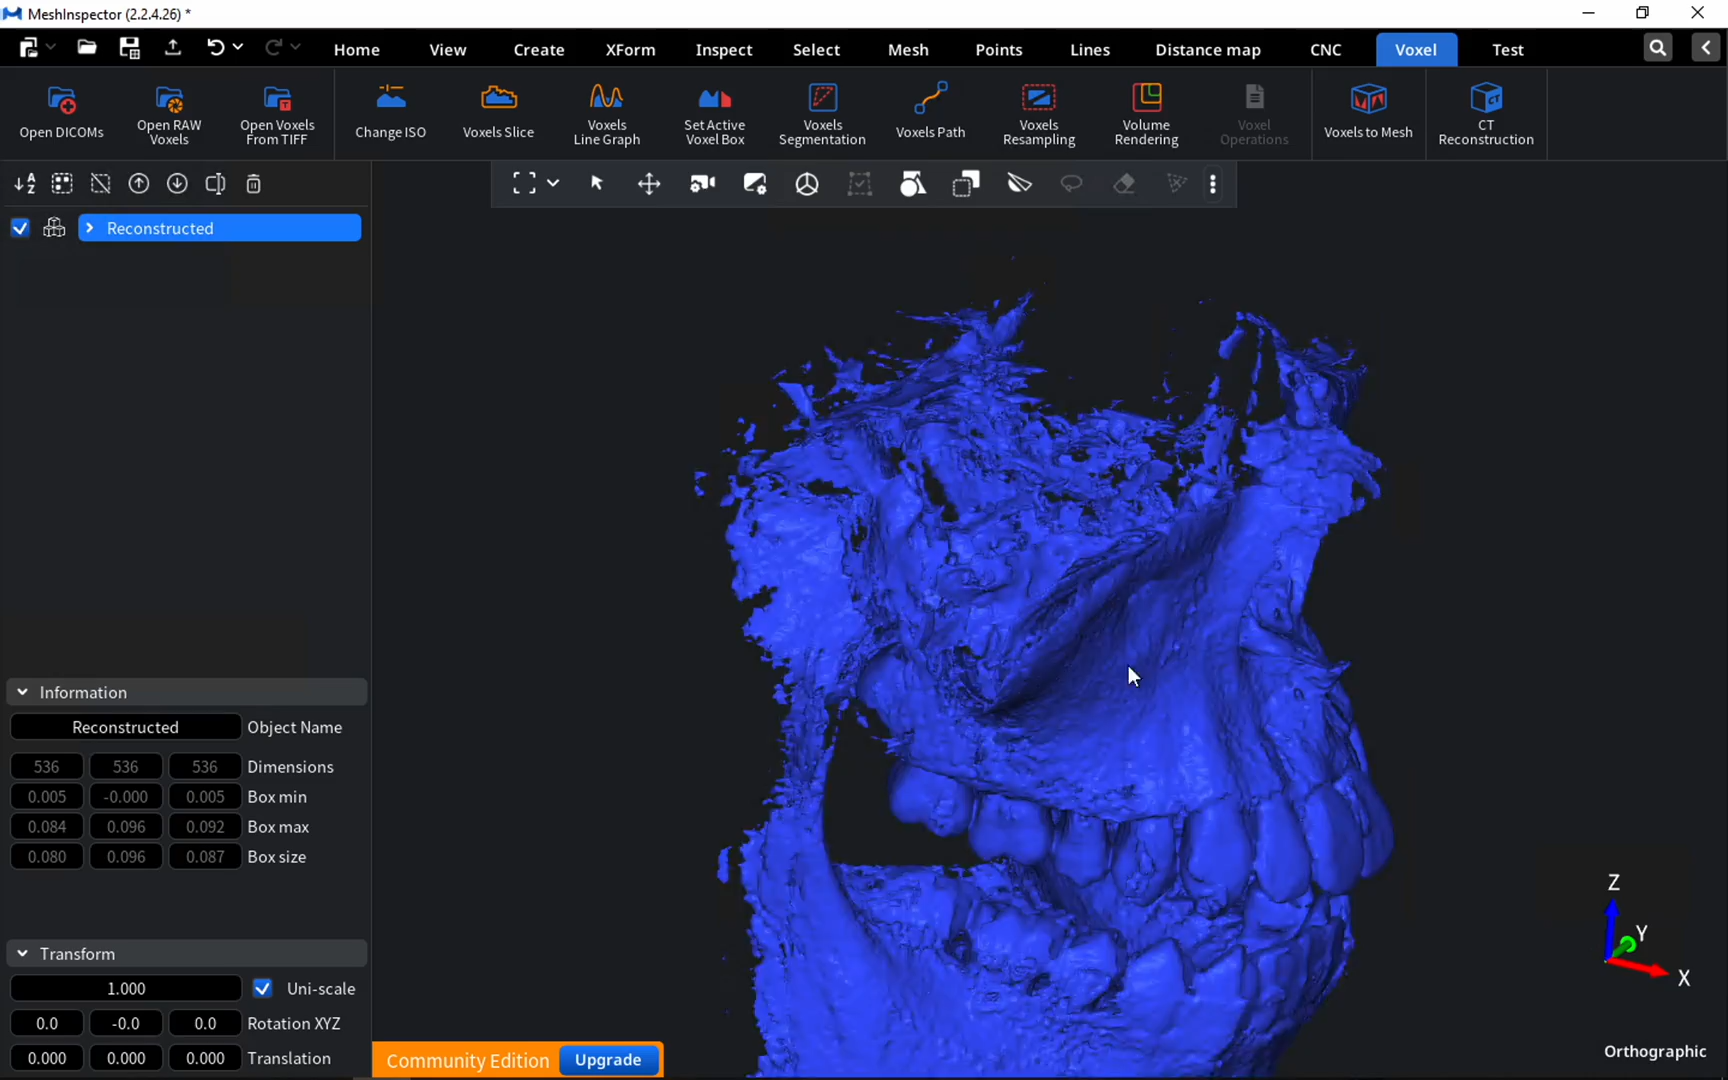 MeshInspector (2.2.4.26) *
Home View Create XForm Inspect Select Mesh Points Lines Distance map CNC Voxel Test
Open DICOMs
Open RAW
Voxels
Open Voxels
From TIFF
Change ISO
Voxels Slice
Voxels
Line Graph
Set Active
Voxel Box
Voxels
Segmentation
Voxels Path
Voxels
Resampling
Volume
Rendering
Voxel
Operations
Voxels to Mesh
CT
Reconstruction
Reconstructed
Information
Reconstructed Object Name
536 536 536 Dimensions
0.005 -0.000 0.005 Box min
0.084 0.096 0.092 Box max
0.080 0.096 0.087 Box size
Transform
1.000 Uni-scale
0.0 -0.0 0.0 Rotation XYZ
0.000 0.000 0.000 Translation
Community Edition Upgrade
Z
Y
X
Orthographic